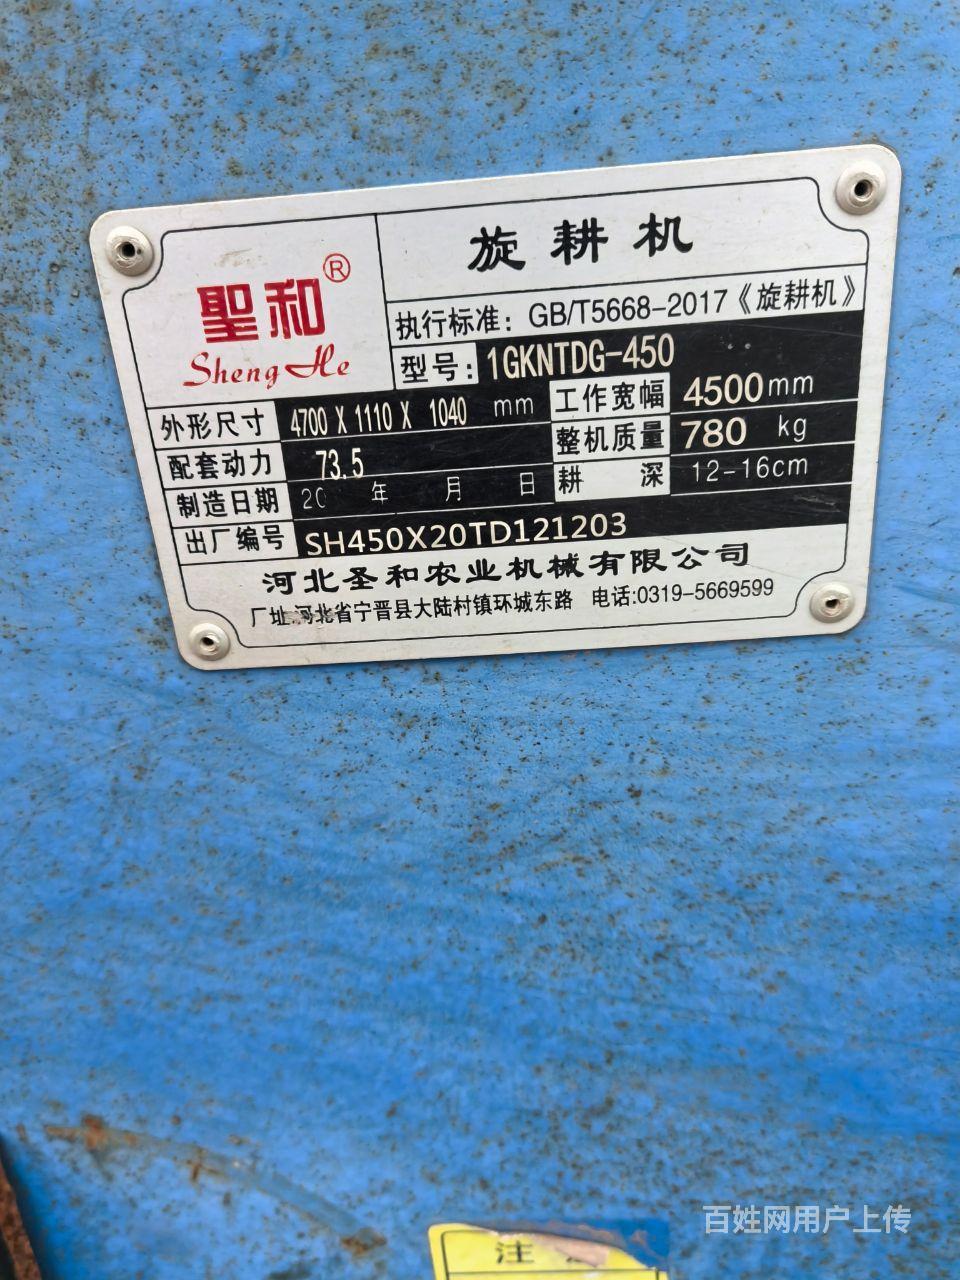 旋耕机
聖和®
Sheng He
执行标准: GB/T5668-2017《旋耕机》
型号: 1GKNTDG-450
外形尺寸 4700 X 1110 X 1040 mm 工作宽幅 4500mm
配套动力 73.5 整机质量 780 kg
制造日期 20 年 月 日 耕深 12-16cm
出厂编号 SH450X20TD121203
河北圣和农业机械有限公司
厂址:河北省宁晋县大陆村镇环城东路 电话:0319-5669599
百姓网用户上传
注